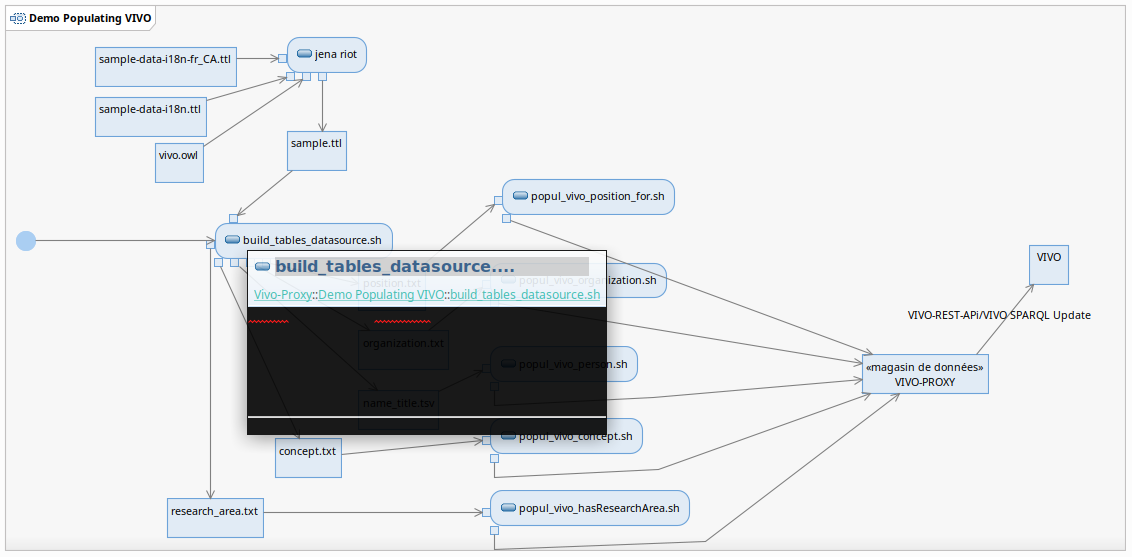 Demo Populating VIVO
sample-data-i18n-fr_CA.ttl
jena riot
sample-data-i18n.ttl
vivo.owl
sample.ttl
popul_vivo_position_for.sh
build_tables_datasource.sh
build_tables_datasource....
Vivo-Proxy::Demo Populating VIVO::build_tables_datasource.sh
position.txt
popul_vivo_organization.sh
VIVO
VIVO-REST-APi/VIVO SPARQL Update
organization.txt
popul_vivo_person.sh
«magasin de données»
VIVO-PROXY
name_title.tsv
popul_vivo_concept.sh
concept.txt
research_area.txt
popul_vivo_hasResearchArea.sh